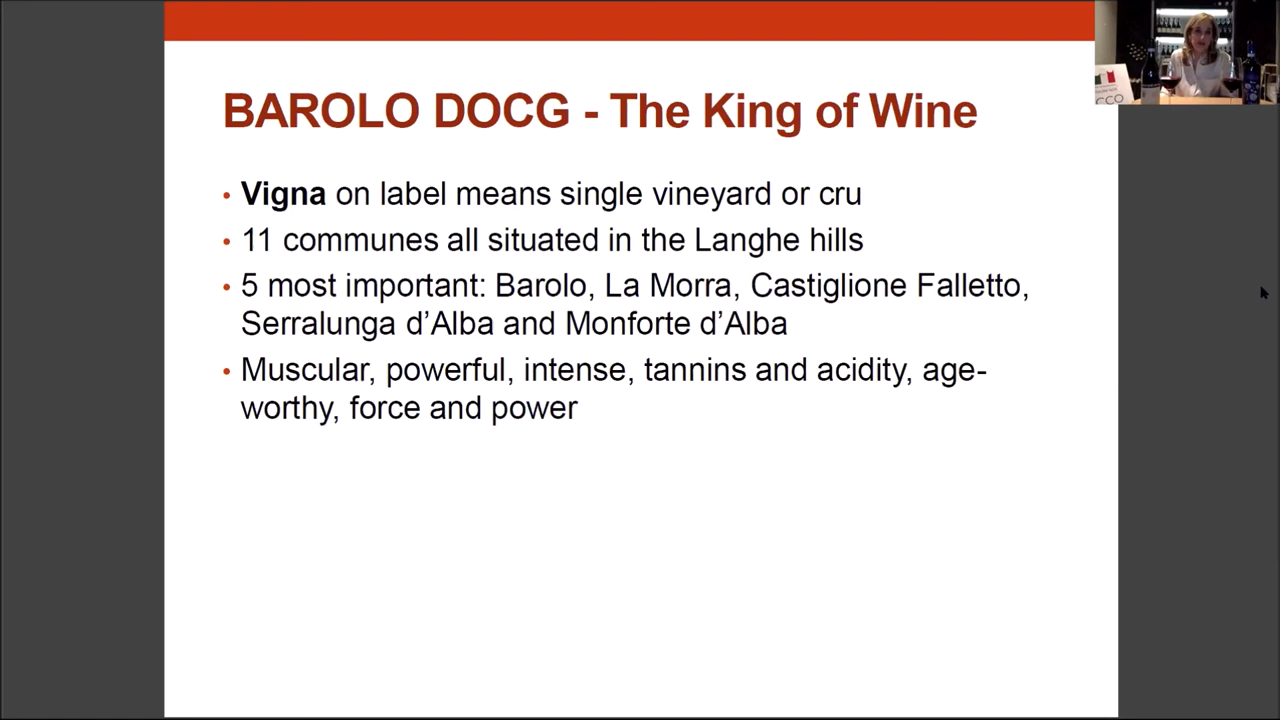 BAROLO DOCG - The King of Wine
• Vigna on label means single vineyard or cru
• 11 communes all situated in the Langhe hills
• 5 most important: Barolo, La Morra, Castiglione Falletto,
Serralunga d’Alba and Monforte d’Alba
• Muscular, powerful, intense, tannins and acidity, age-
worthy, force and power